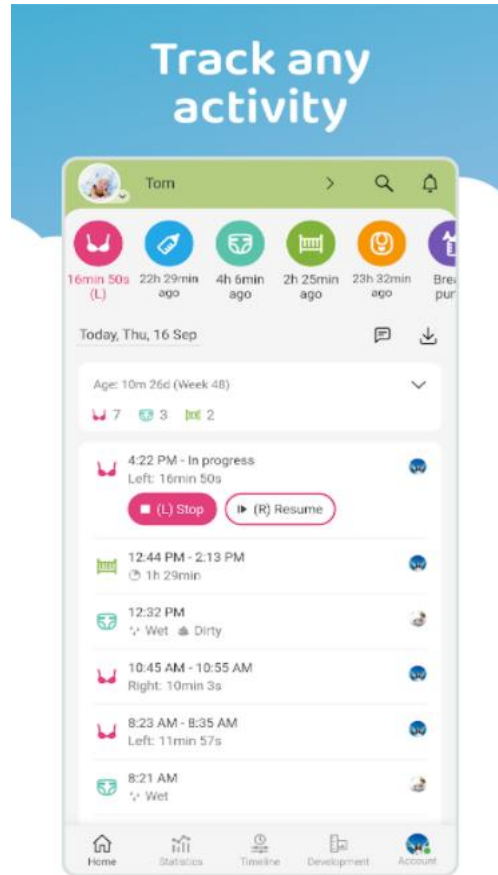 Track any
activity
Tom
16min 50s
(L)
22h 29min
ago
4h 6min
ago
2h 25min
ago
23h 32min
ago
Brea
pur
Today, Thu, 16 Sep
Age: 10m 26d (Week 48)
7 3 2
4:22 PM - In progress
Left: 16min 50s
(L) Stop (R) Resume
12:44 PM - 2:13 PM
1h 29min
12:32 PM
Wet Dirty
10:45 AM - 10:55 AM
Right: 10min 3s
8:23 AM - 8:35 AM
Left: 11min 57s
8:21 AM
Wet
Home Statistics Timeline Development Account